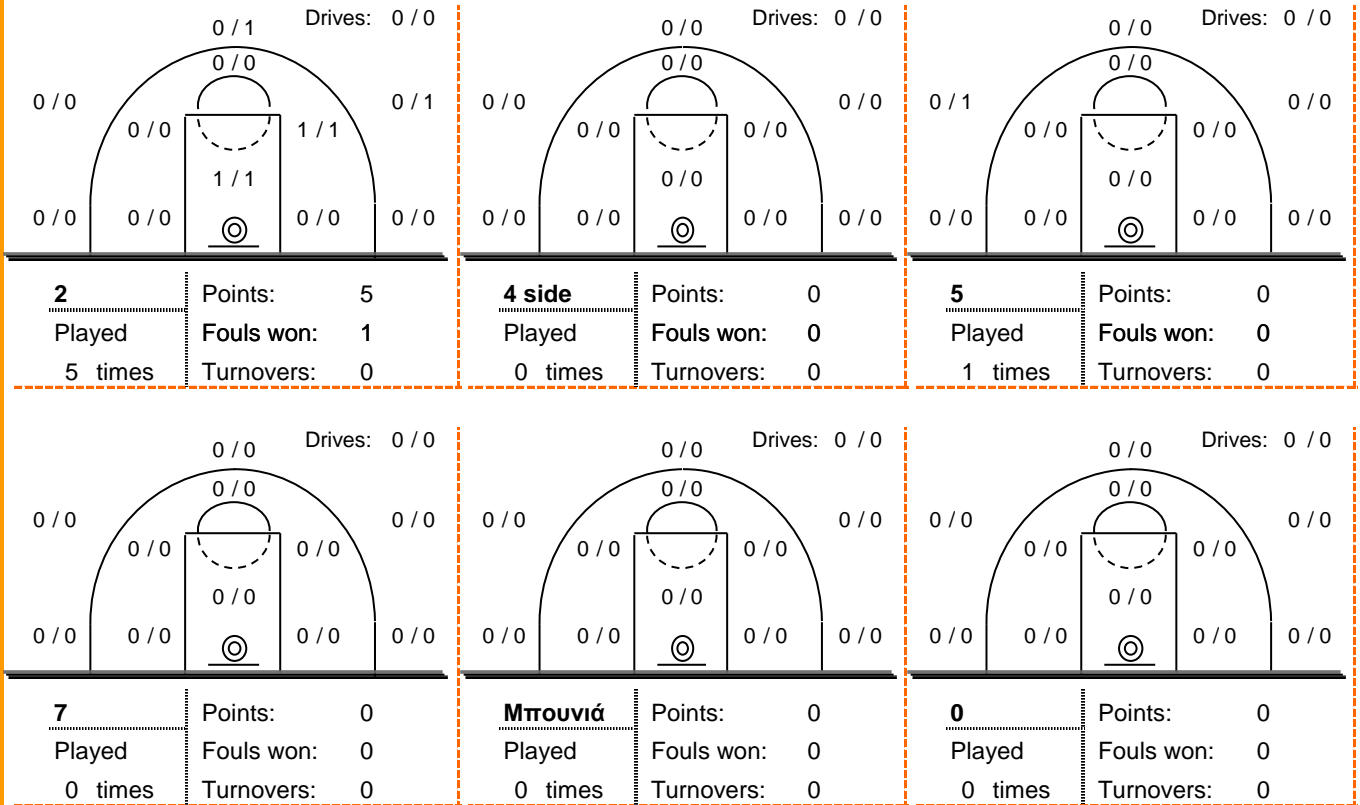 Drives: 0 / 0
0 / 1
0 / 0
0 / 0
0 / 1
0 / 0
1 / 1
1 / 1
0 / 0
0 / 0
0 / 0
0 / 0
2
Points: 5
Played
Fouls won: 1
5 times
Turnovers: 0
Drives: 0 / 0
0 / 0
0 / 0
0 / 0
0 / 0
0 / 0
0 / 0
0 / 0
0 / 0
0 / 0
0 / 0
0 / 0
4 side
Points: 0
Played
Fouls won: 0
0 times
Turnovers: 0
Drives: 0 / 0
0 / 0
0 / 0
0 / 1
0 / 0
0 / 0
0 / 0
0 / 0
0 / 0
0 / 0
0 / 0
0 / 0
5
Points: 0
Played
Fouls won: 0
1 times
Turnovers: 0
Drives: 0 / 0
0 / 0
0 / 0
0 / 0
0 / 0
0 / 0
0 / 0
0 / 0
0 / 0
0 / 0
0 / 0
0 / 0
7
Points: 0
Played
Fouls won: 0
0 times
Turnovers: 0
Drives: 0 / 0
0 / 0
0 / 0
0 / 0
0 / 0
0 / 0
0 / 0
0 / 0
0 / 0
0 / 0
0 / 0
0 / 0
Μπουνιά
Points: 0
Played
Fouls won: 0
0 times
Turnovers: 0
Drives: 0 / 0
0 / 0
0 / 0
0 / 0
0 / 0
0 / 0
0 / 0
0 / 0
0 / 0
0 / 0
0 / 0
0 / 0
0
Points: 0
Played
Fouls won: 0
0 times
Turnovers: 0